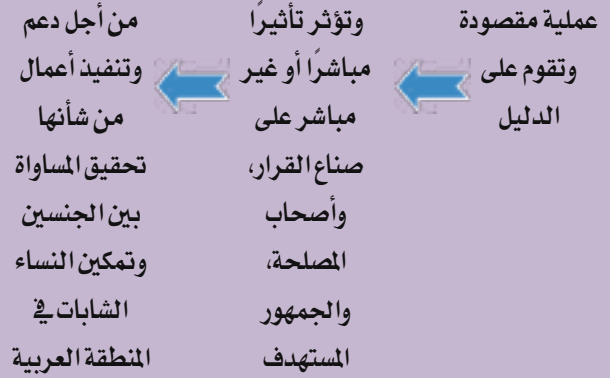 عملية مقصودة
وتقوم على
الدليل
وتؤثر تأثيرًا
مباشرًا أو غير
مباشر على
صناع القرار،
وأصحاب
المصلحة،
والجمهور
المستهدف
من أجل دعم
وتنفيذ أعمال
من شأنها
تحقيق المساواة
بين الجنسين
وتمكين النساء
الشابات في
المنطقة العربية